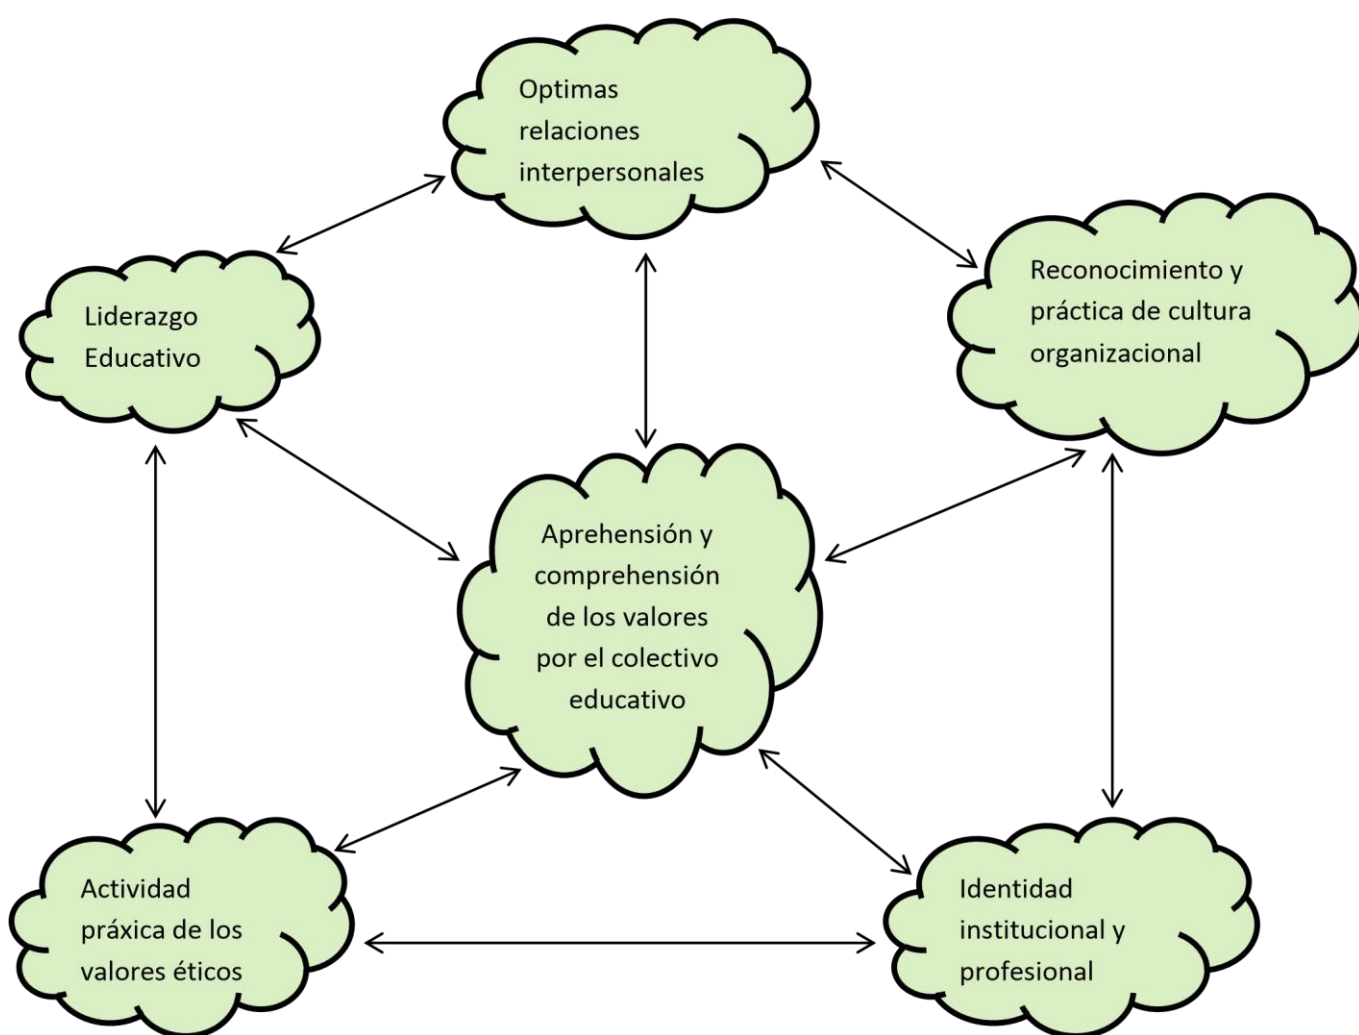 Optimas
relaciones
interpersonales
Reconocimiento y
práctica de cultura
organizacional
Liderazgo
Educativo
Aprehensión y
comprehensión
de los valores
por el colectivo
educativo
Actividad
práxica de los
valores éticos
Identidad
institucional y
profesional